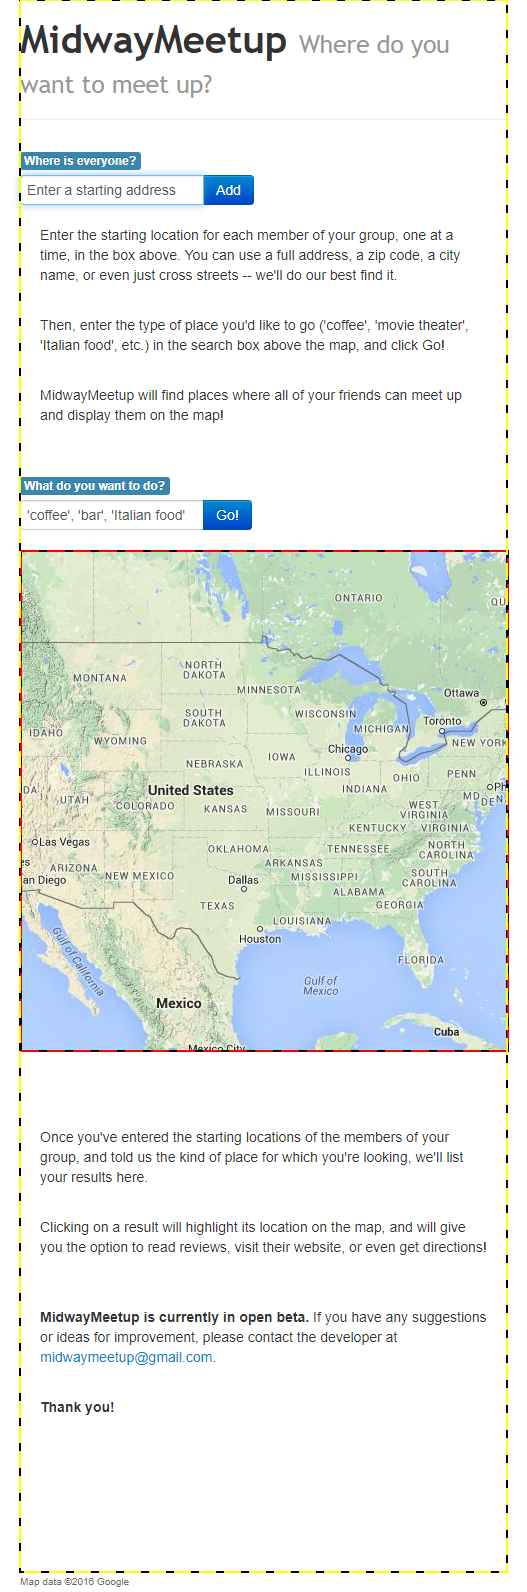 MidwayMeetup Where do you
want to meet up?
Where is everyone?
Enter a starting address Add
Enter the starting location for each member of your group, one at a
time, in the box above. You can use a full address, a zip code, a city
name, or even just cross streets -- we'll do our best find it.
Then, enter the type of place you'd like to go ('coffee', 'movie theater',
'Italian food', etc.) in the search box above the map, and click Go!
MidwayMeetup will find places where all of your friends can meet up
and display them on the map!
What do you want to do?
'coffee', 'bar', 'Italian food' Go!
ONTARIO
QU
NORTH
DAKOTA
MONTANA
MINNESOTA
Ottawa
SOUTH
DAKOTA
WISCONSIN
MICHIGAN
Toronto
IDAHO
WYOMING
Chicago
NEW YORK
IOWA
NEBRASKA
ILLINOIS
OHIO
PENN
United States
INDIANA
DA
UTAH
COLORADO
KANSAS
MISSOURI
WEST
VIRGINIA
MD
DEN
PH
KENTUCKY
VIRGINIA
Las Vegas
OKLAHOMA
TENNESSEE
NORTH
CAROLINA
es
ARIZONA
NEW MEXICO
ARKANSAS
MISSISSIPPI
SOUTH
CAROLINA
an Diego
Dallas
ALABAMA
TEXAS
GEORGIA
LOUISIANA
Houston
Gulf of California
FLORIDA
Gulf of
Mexico
Mexico
Cuba
Mexico City
Once you've entered the starting locations of the members of your
group, and told us the kind of place for which you're looking, we'll list
your results here.
Clicking on a result will highlight its location on the map, and will give
you the option to read reviews, visit their website, or even get directions!
MidwayMeetup is currently in open beta. If you have any suggestions
or ideas for improvement, please contact the developer at
midwaymeetup@gmail.com.
Thank you!
Map data ©2016 Google